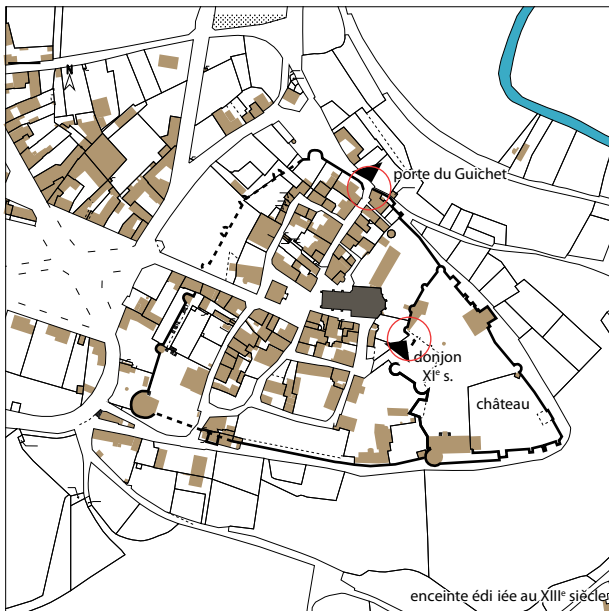 N
porte du Guichet
donjon
XIe s.
château
enceinte édi iée au XIIIe siècle